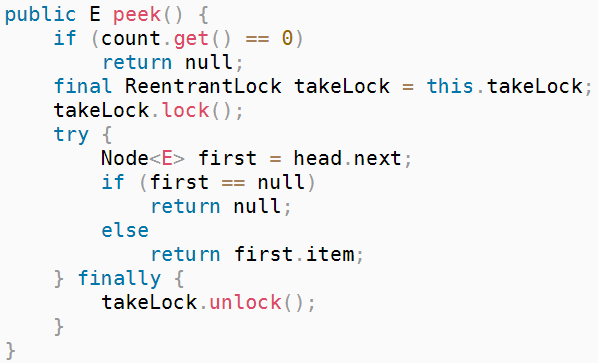 public E peek() {
    if (count.get() == 0)
        return null;
    final ReentrantLock takeLock = this.takeLock;
    takeLock.lock();
    try {
        Node<E> first = head.next;
        if (first == null)
            return null;
        else
            return first.item;
    } finally {
        takeLock.unlock();
    }
}